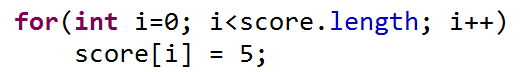 for(int i=0; i<score.length; i++)
    score[i] = 5;